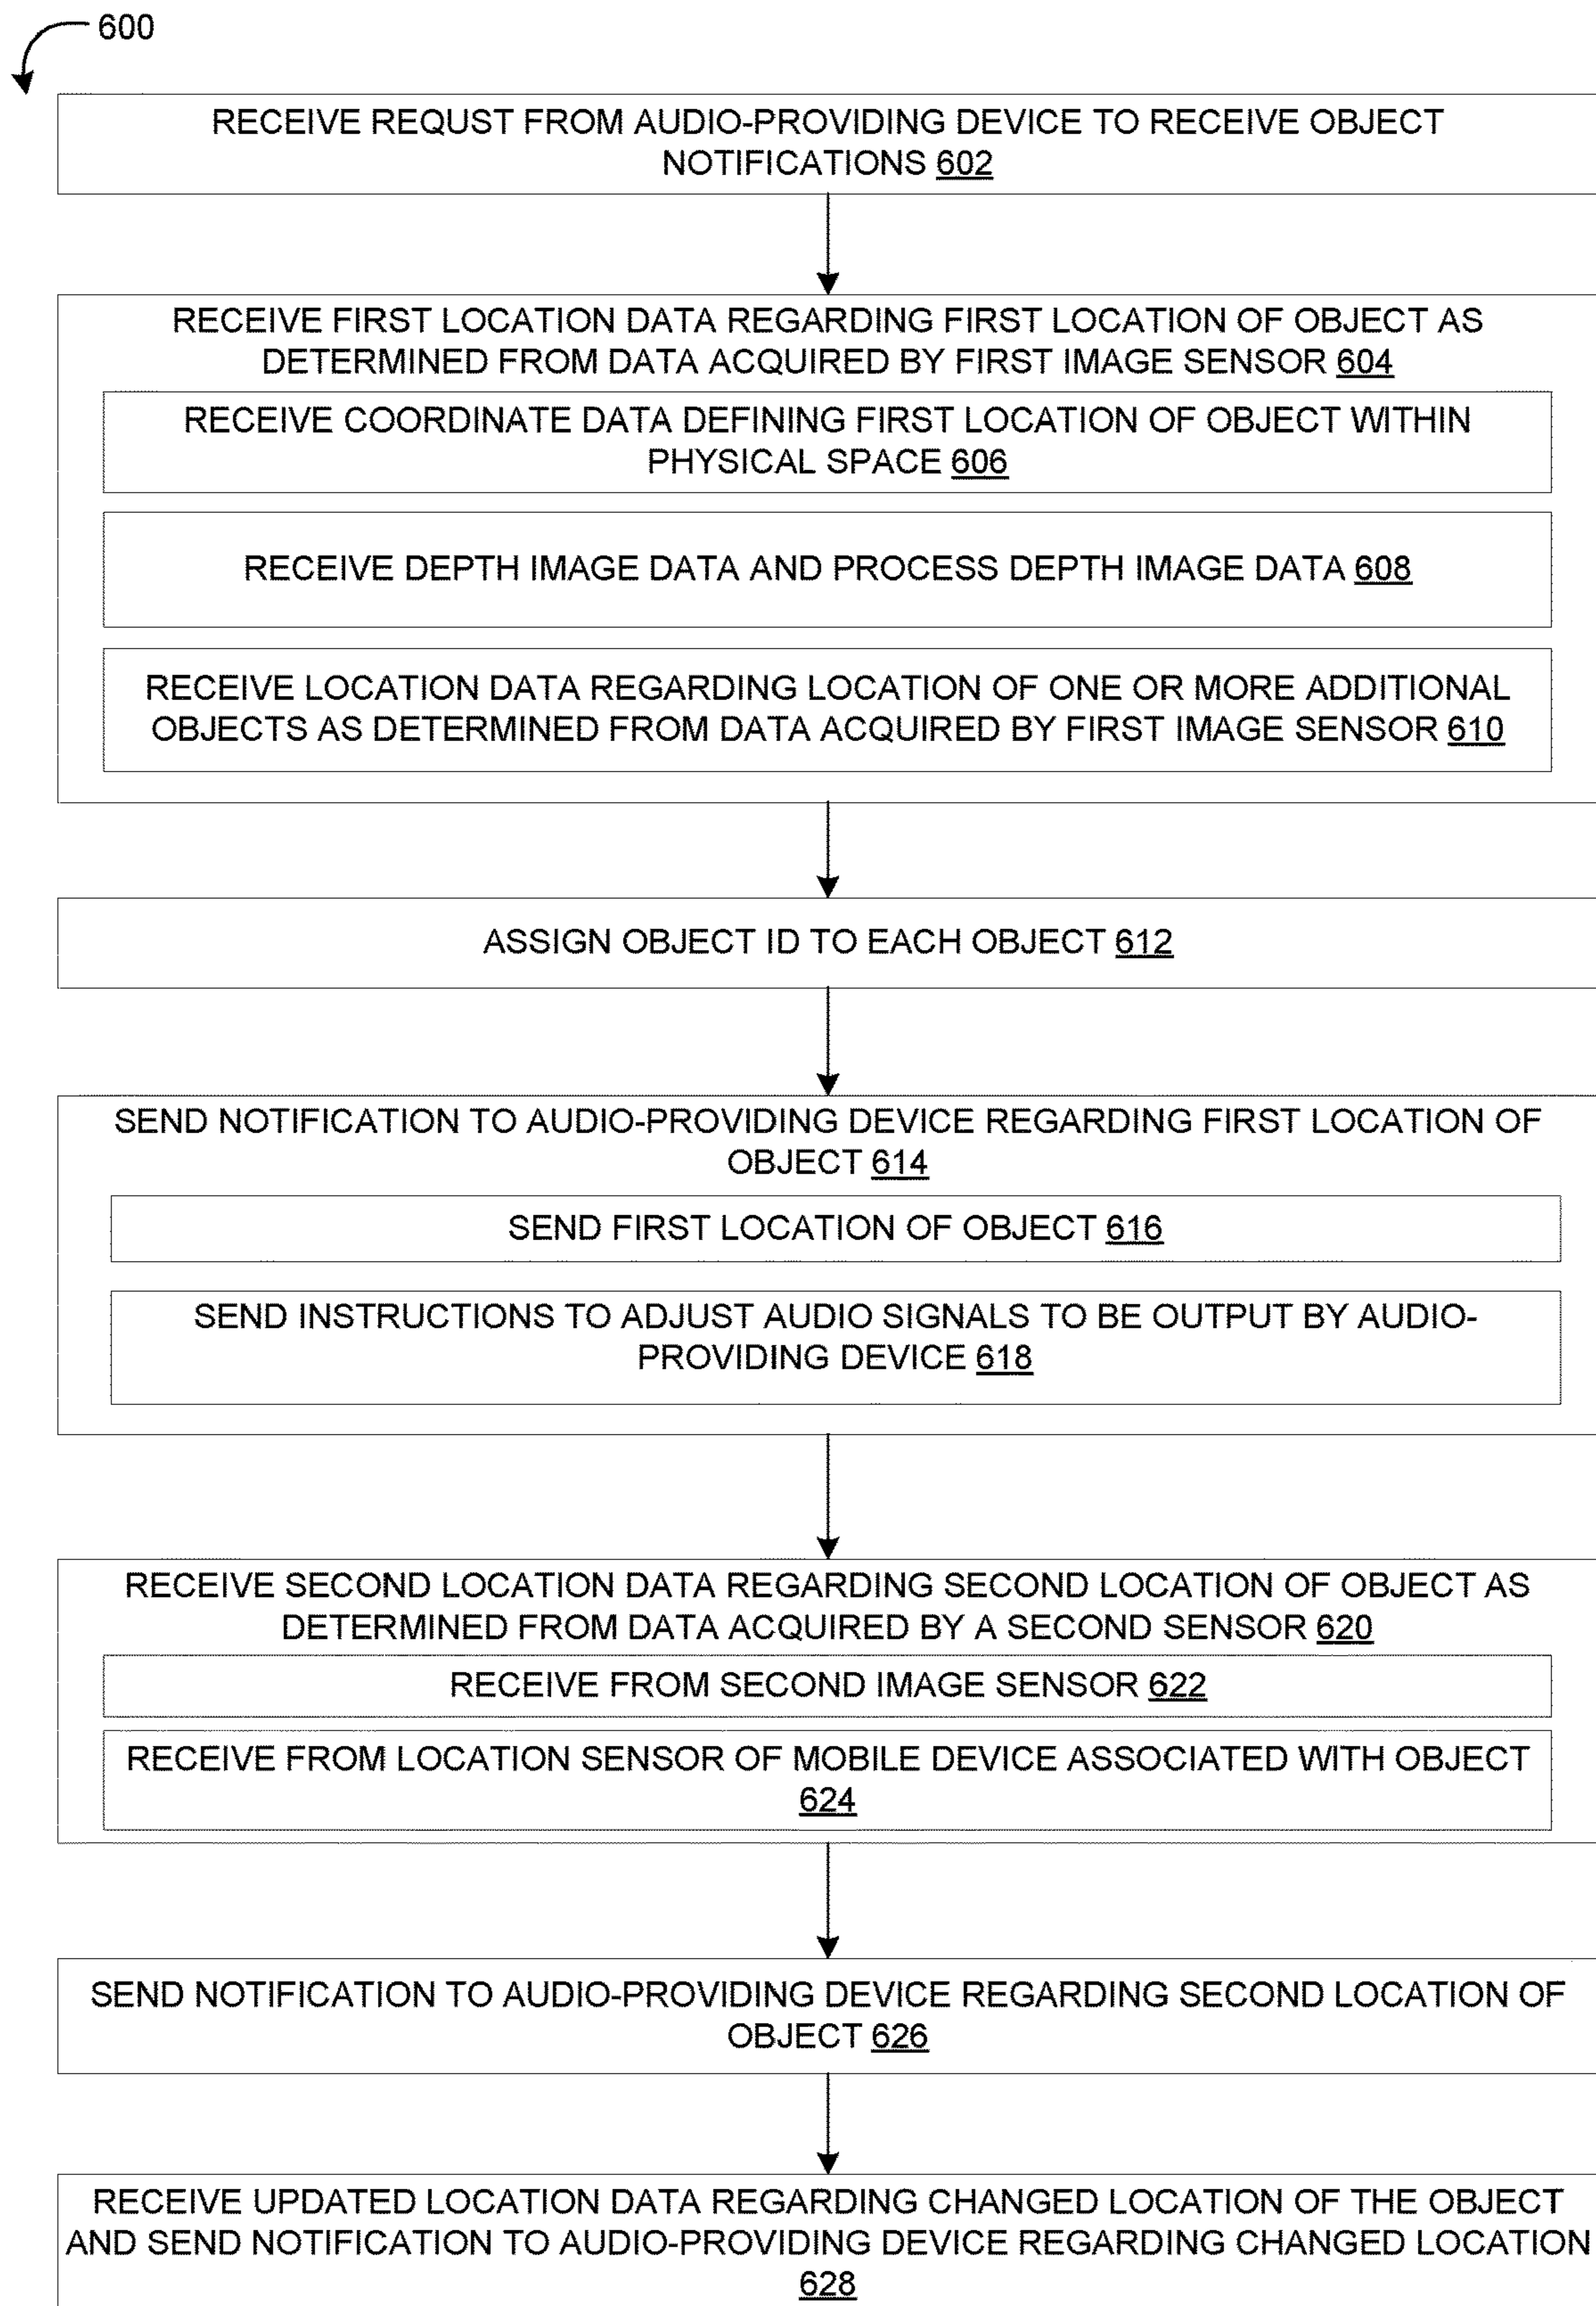 600
RECEIVE REQUST FROM AUDIO-PROVIDING DEVICE TO RECEIVE OBJECT
NOTIFICATIONS 602
RECEIVE FIRST LOCATION DATA REGARDING FIRST LOCATION OF OBJECT AS
DETERMINED FROM DATA ACQUIRED BY FIRST IMAGE SENSOR 604
RECEIVE COORDINATE DATA DEFINING FIRST LOCATION OF OBJECT WITHIN
PHYSICAL SPACE 606
RECEIVE DEPTH IMAGE DATA AND PROCESS DEPTH IMAGE DATA 608
RECEIVE LOCATION DATA REGARDING LOCATION OF ONE OR MORE ADDITIONAL
OBJECTS AS DETERMINED FROM DATA ACQUIRED BY FIRST IMAGE SENSOR 610
ASSIGN OBJECT ID TO EACH OBJECT 612
SEND NOTIFICATION TO AUDIO-PROVIDING DEVICE REGARDING FIRST LOCATION OF
OBJECT 614
SEND FIRST LOCATION OF OBJECT 616
SEND INSTRUCTIONS TO ADJUST AUDIO SIGNALS TO BE OUTPUT BY AUDIO-
PROVIDING DEVICE 618
RECEIVE SECOND LOCATION DATA REGARDING SECOND LOCATION OF OBJECT AS
DETERMINED FROM DATA ACQUIRED BY A SECOND SENSOR 620
RECEIVE FROM SECOND IMAGE SENSOR 622
RECEIVE FROM LOCATION SENSOR OF MOBILE DEVICE ASSOCIATED WITH OBJECT
624
SEND NOTIFICATION TO AUDIO-PROVIDING DEVICE REGARDING SECOND LOCATION OF
OBJECT 626
RECEIVE UPDATED LOCATION DATA REGARDING CHANGED LOCATION OF THE OBJECT
AND SEND NOTIFICATION TO AUDIO-PROVIDING DEVICE REGARDING CHANGED LOCATION
628